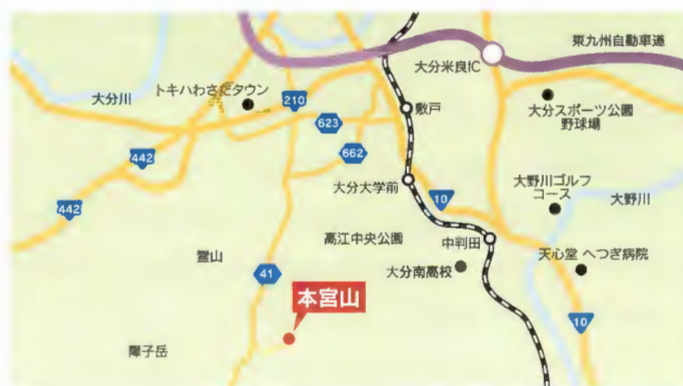 東九州自動車道
大分米良IC
トキハわさだタウン
大分川
210
敷戸
大分スポーツ公園
野球場
623
442
662
大分大学前
10
大野川ゴルフ
コース
大野川
442
高江中央公園
中判田
霊山
天心堂 へつぎ病院
大分南高校
41
本宮山
10
障子岳